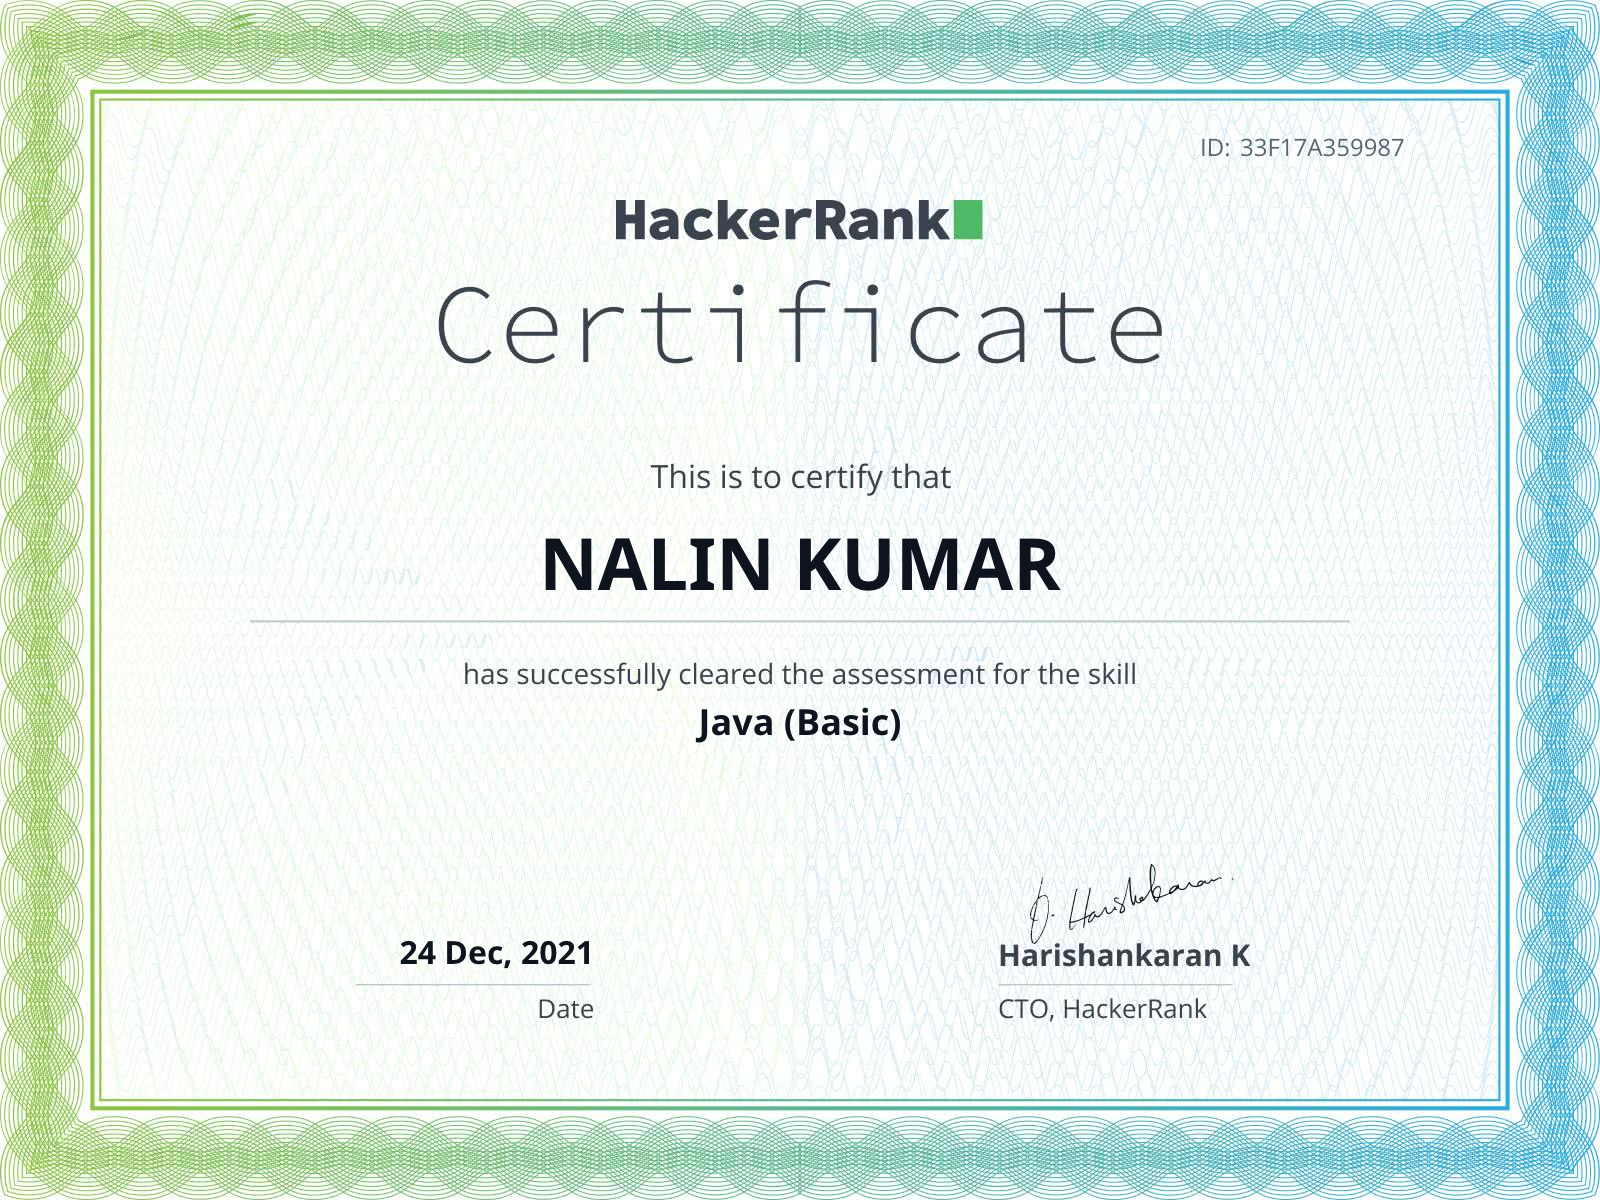 ID: 33F17A359987
HackerRank
Certificate
This is to certify that
NALIN KUMAR
has successfully cleared the assessment for the skill
Java (Basic)
24 Dec, 2021
Date
Harishankaran K
CTO, HackerRank